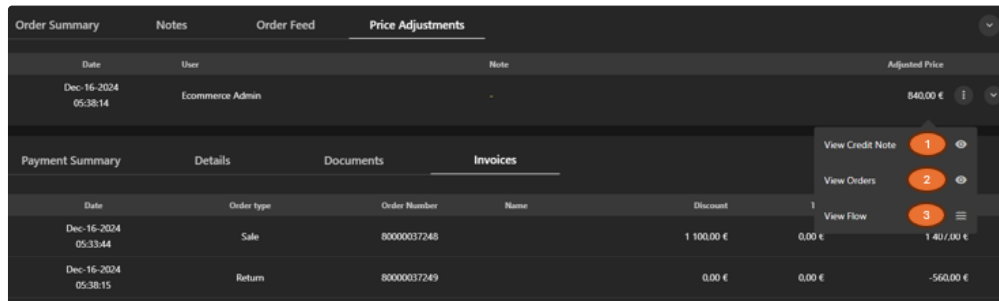 Order Summary Notes Order Feed Price Adjustments
Date User Note Adjusted Price
Dec-16-2024
05:38:14
Ecommerce Admin - 840,00 €
View Credit Note 1
View Orders 2
View Flow 3
Payment Summary Details Documents Invoices
Date Order type Order Number Name Discount
Dec-16-2024
05:33:44
Sale 80000037248 1 100,00 € 0,00 € 1 407,00 €
Dec-16-2024
05:38:15
Return 80000037249 0,00 € 0,00 € -560,00 €